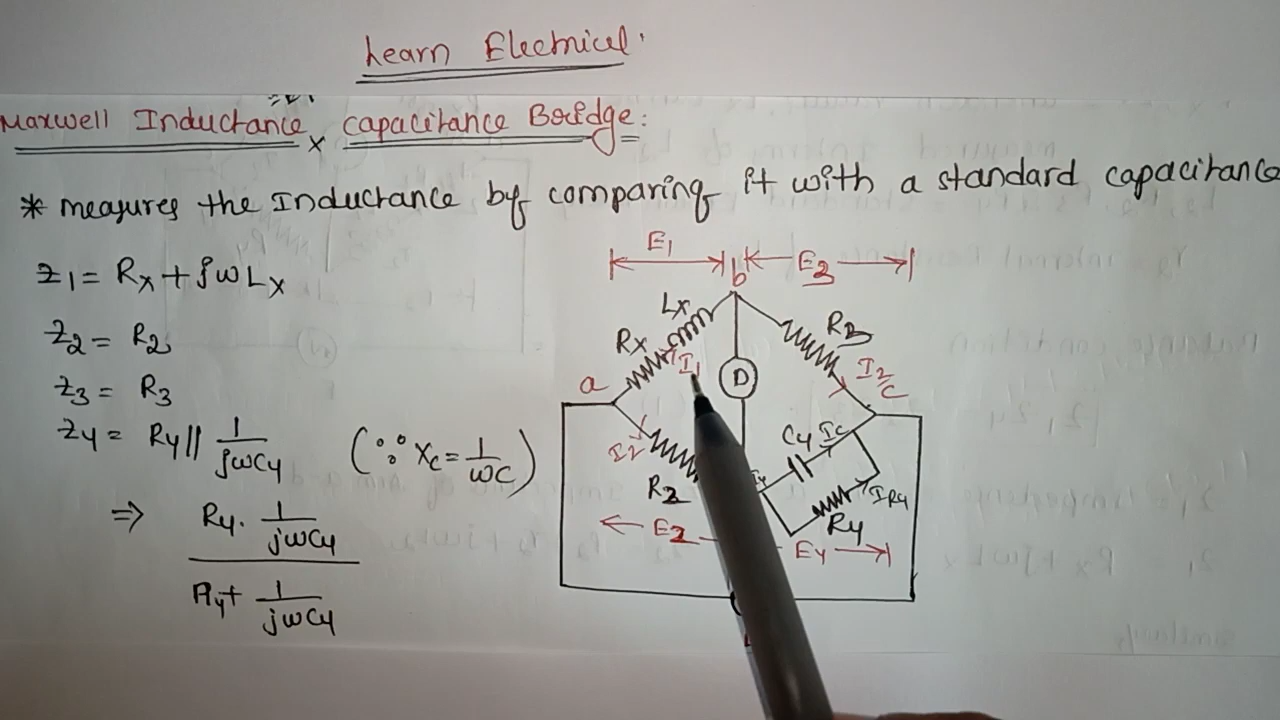 Learn Electrical.
Maxwell Inductance x Capacitance Bridge:
* measures the Inductance by comparing it with a standard capacitance
E1 b E3
Z1 = Rx + jωLx
Lx
Rx R3
Z2 = R2
a I1 D I2/c
Z3 = R3
Z4 = R4 || 1/jωC4 (∵ Xc = 1/ωC)
I2 C4 Ic
R2 IR4
⇒ R4 . 1/jωC4
R4
E2 E4
R4 + 1/jωC4